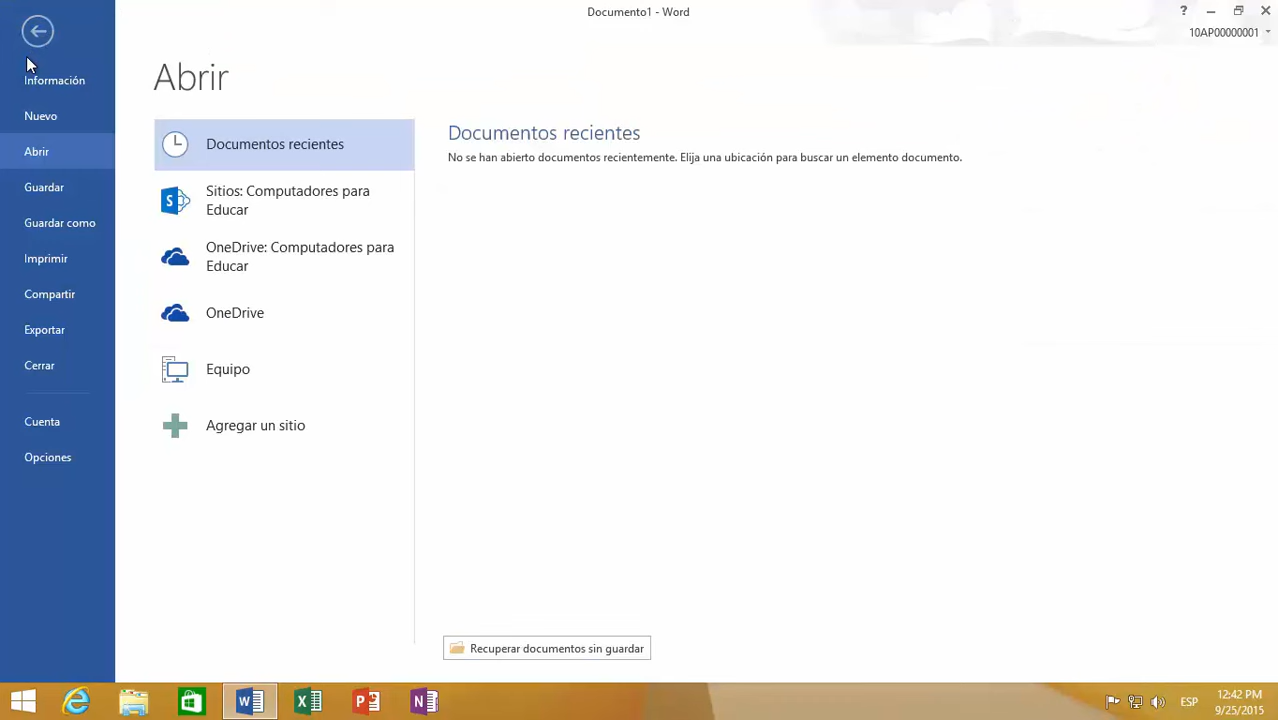 Documento1 - Word
?
10AP00000001
Información
Nuevo
Abrir
Guardar
Guardar como
Imprimir
Compartir
Exportar
Cerrar
Cuenta
Opciones
Abrir
Documentos recientes
Sitios: Computadores para
Educar
OneDrive: Computadores para
Educar
OneDrive
Equipo
Agregar un sitio
Documentos recientes
No se han abierto documentos recientemente. Elija una ubicación para buscar un elemento documento.
Recuperar documentos sin guardar
ESP
12:42 PM
9/25/2015